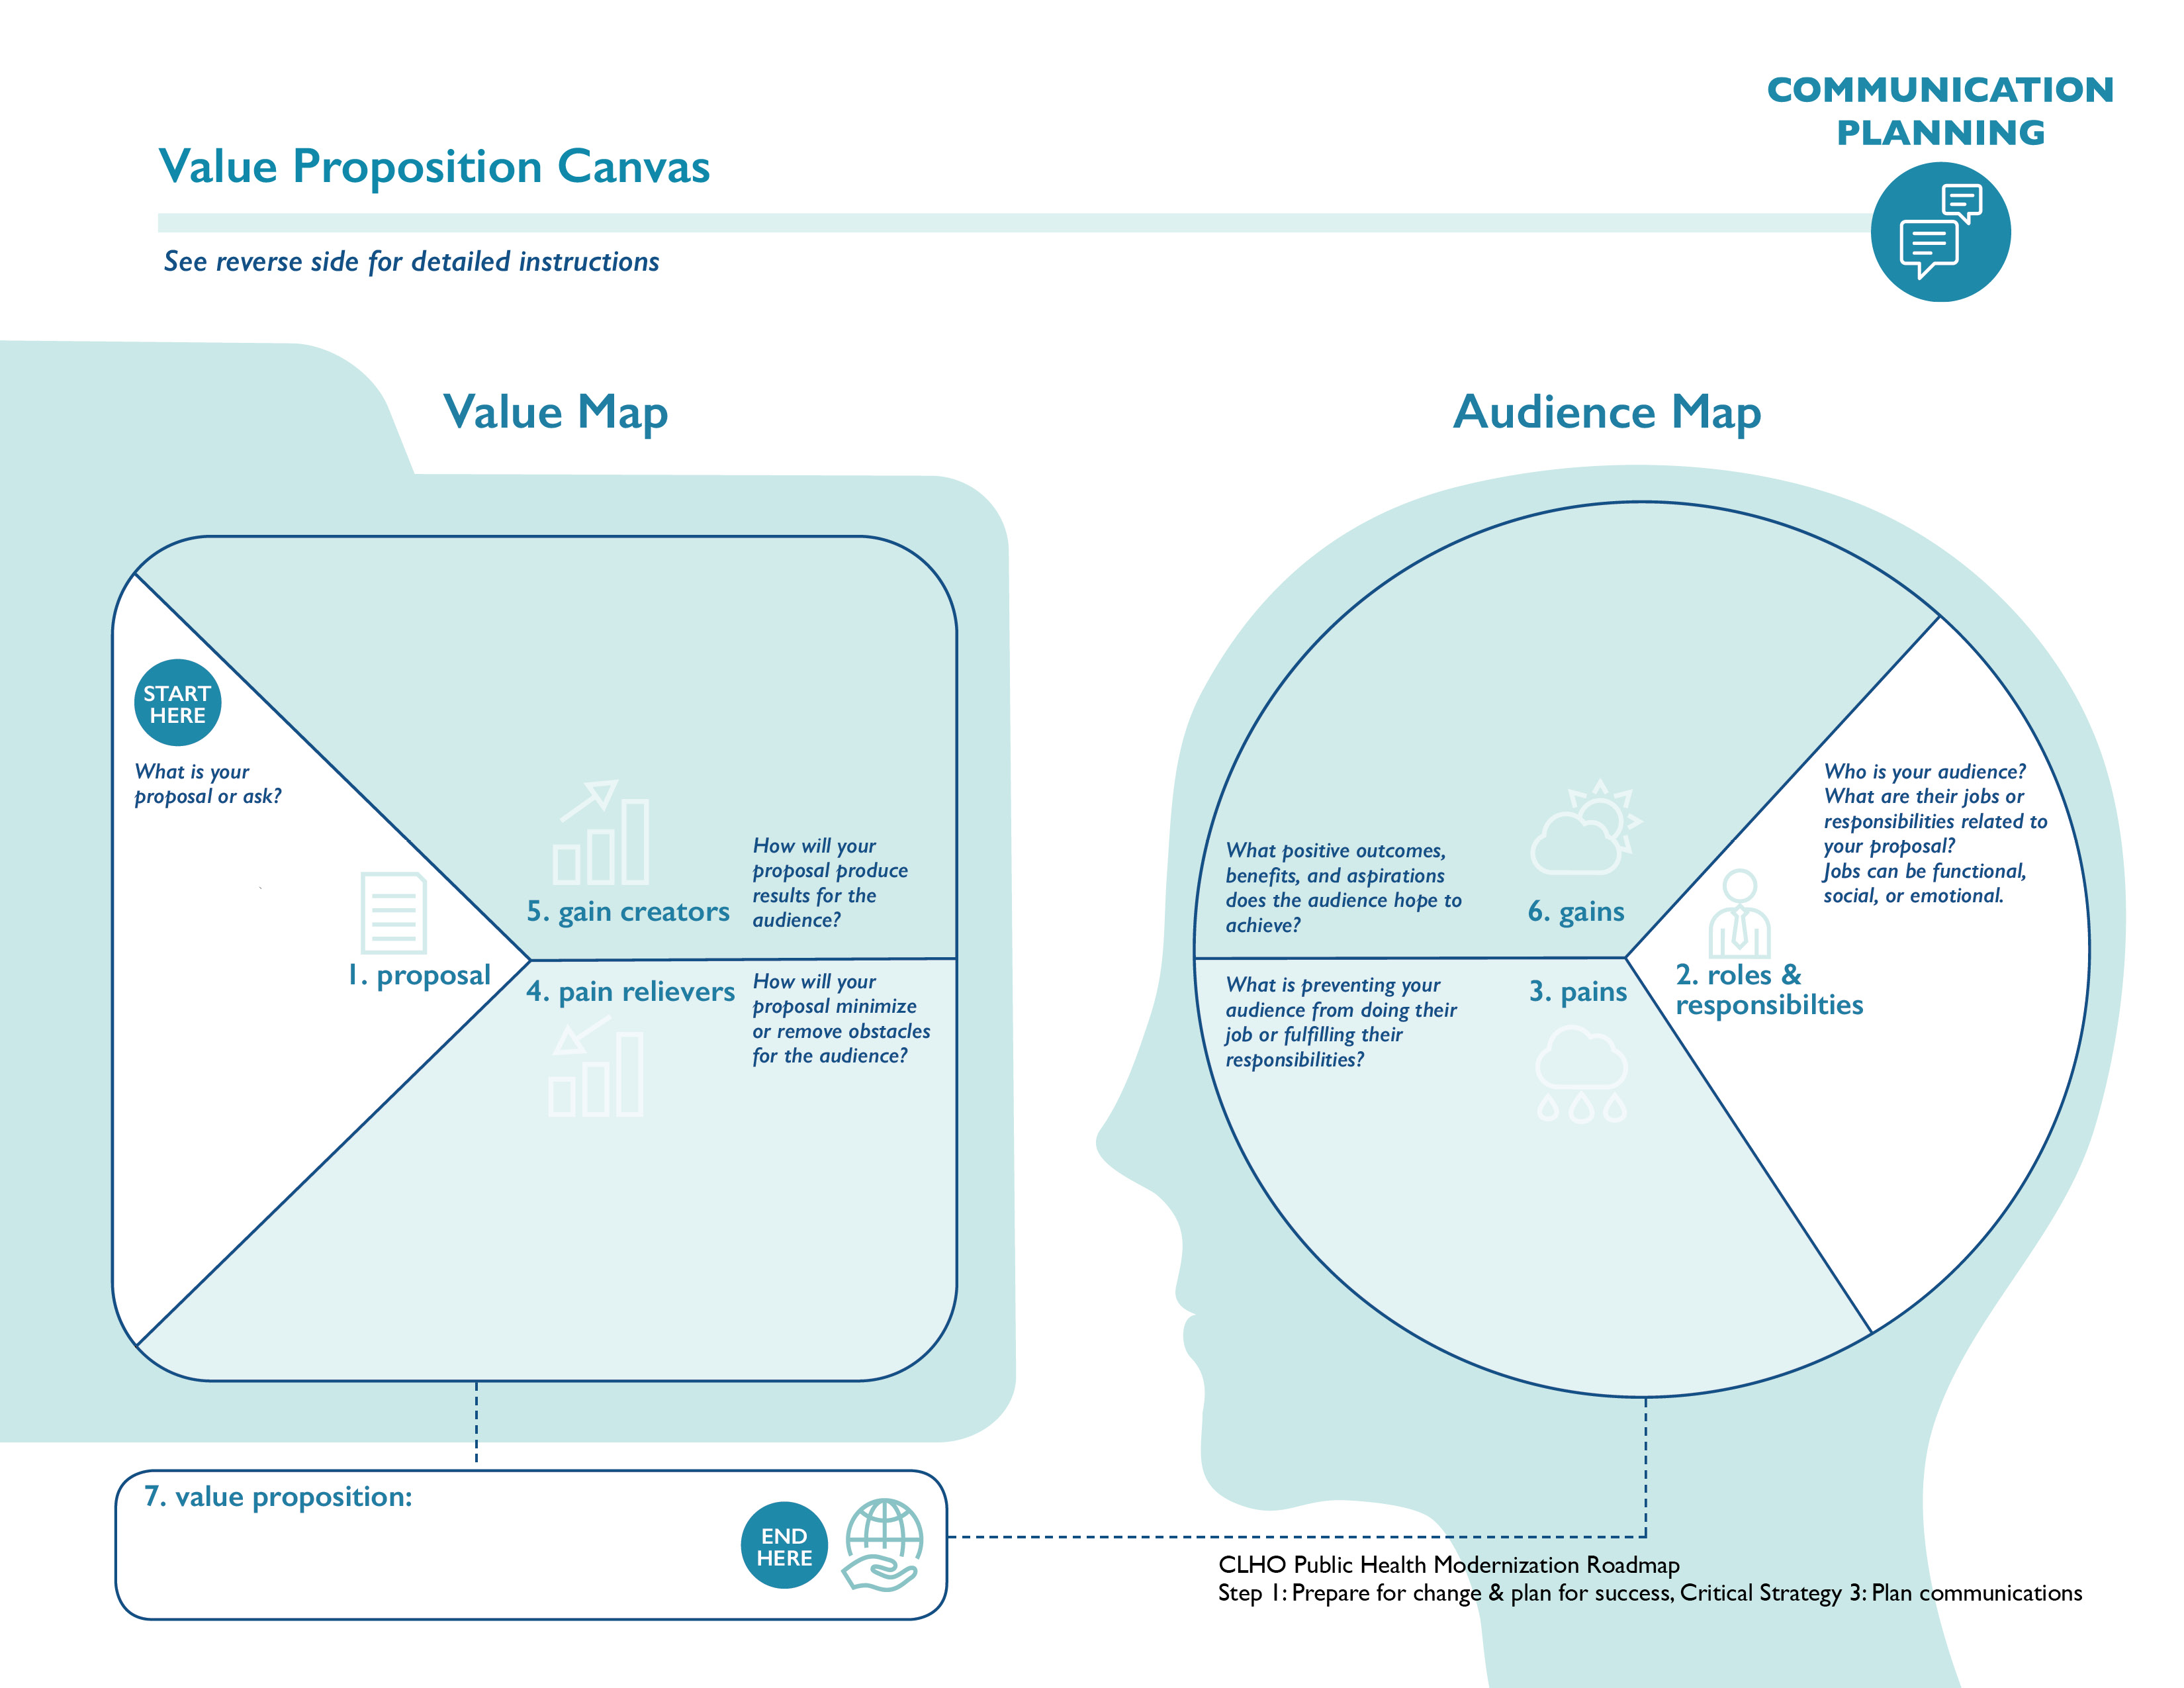 COMMUNICATION
PLANNING
Value Proposition Canvas
See reverse side for detailed instructions
Value Map
START
HERE
What is your
proposal or ask?
1. proposal
5. gain creators
How will your
proposal produce
results for the
audience?
4. pain relievers
How will your
proposal minimize
or remove obstacles
for the audience?
Audience Map
What positive outcomes,
benefits, and aspirations
does the audience hope to
achieve?
6. gains
What is preventing your
audience from doing their
job or fulfilling their
responsibilities?
3. pains
Who is your audience?
What are their jobs or
responsibilities related to
your proposal?
Jobs can be functional,
social, or emotional.
2. roles &
responsibilties
7. value proposition:
END
HERE
CLHO Public Health Modernization Roadmap
Step 1: Prepare for change & plan for success, Critical Strategy 3: Plan communications